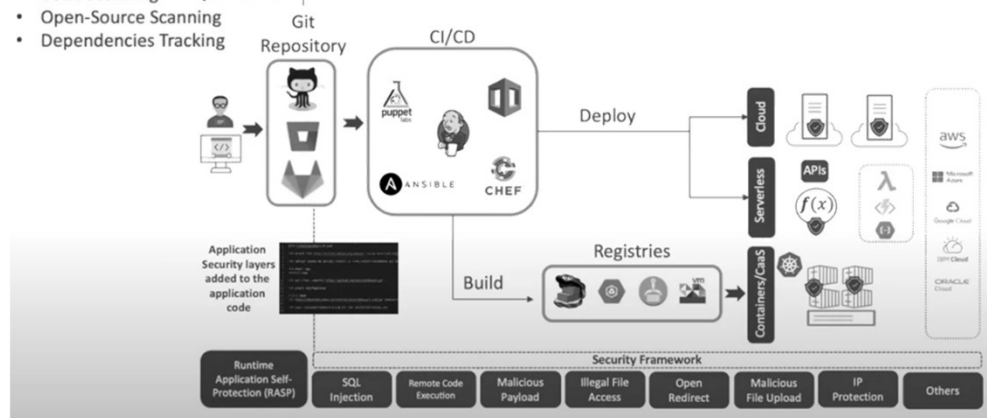 • Open-Source Scanning
• Dependencies Tracking
Git
Repository
CI/CD
puppet
labs
A ANSIBLE
CHEF
</>
Deploy
Build
Registries
Cloud
Serverless
Containers/CaaS
APIs
f(x)
λ
aws
Microsoft
Azure
Google Cloud
IBM Cloud
ORACLE
Cloud
Application
Security layers
added to the
application
code
Security Framework
Runtime
Application Self-
Protection (RASP)
SQL
Injection
Remote Code
Execution
Malicious
Payload
Illegal File
Access
Open
Redirect
Malicious
File Upload
IP
Protection
Others